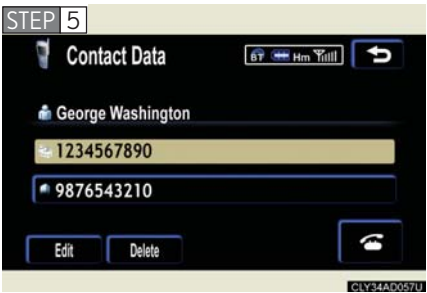 STEP 5
Contact Data
BT Hm
George Washington
1234567890
9876543210
Edit Delete
CLY34AD057U